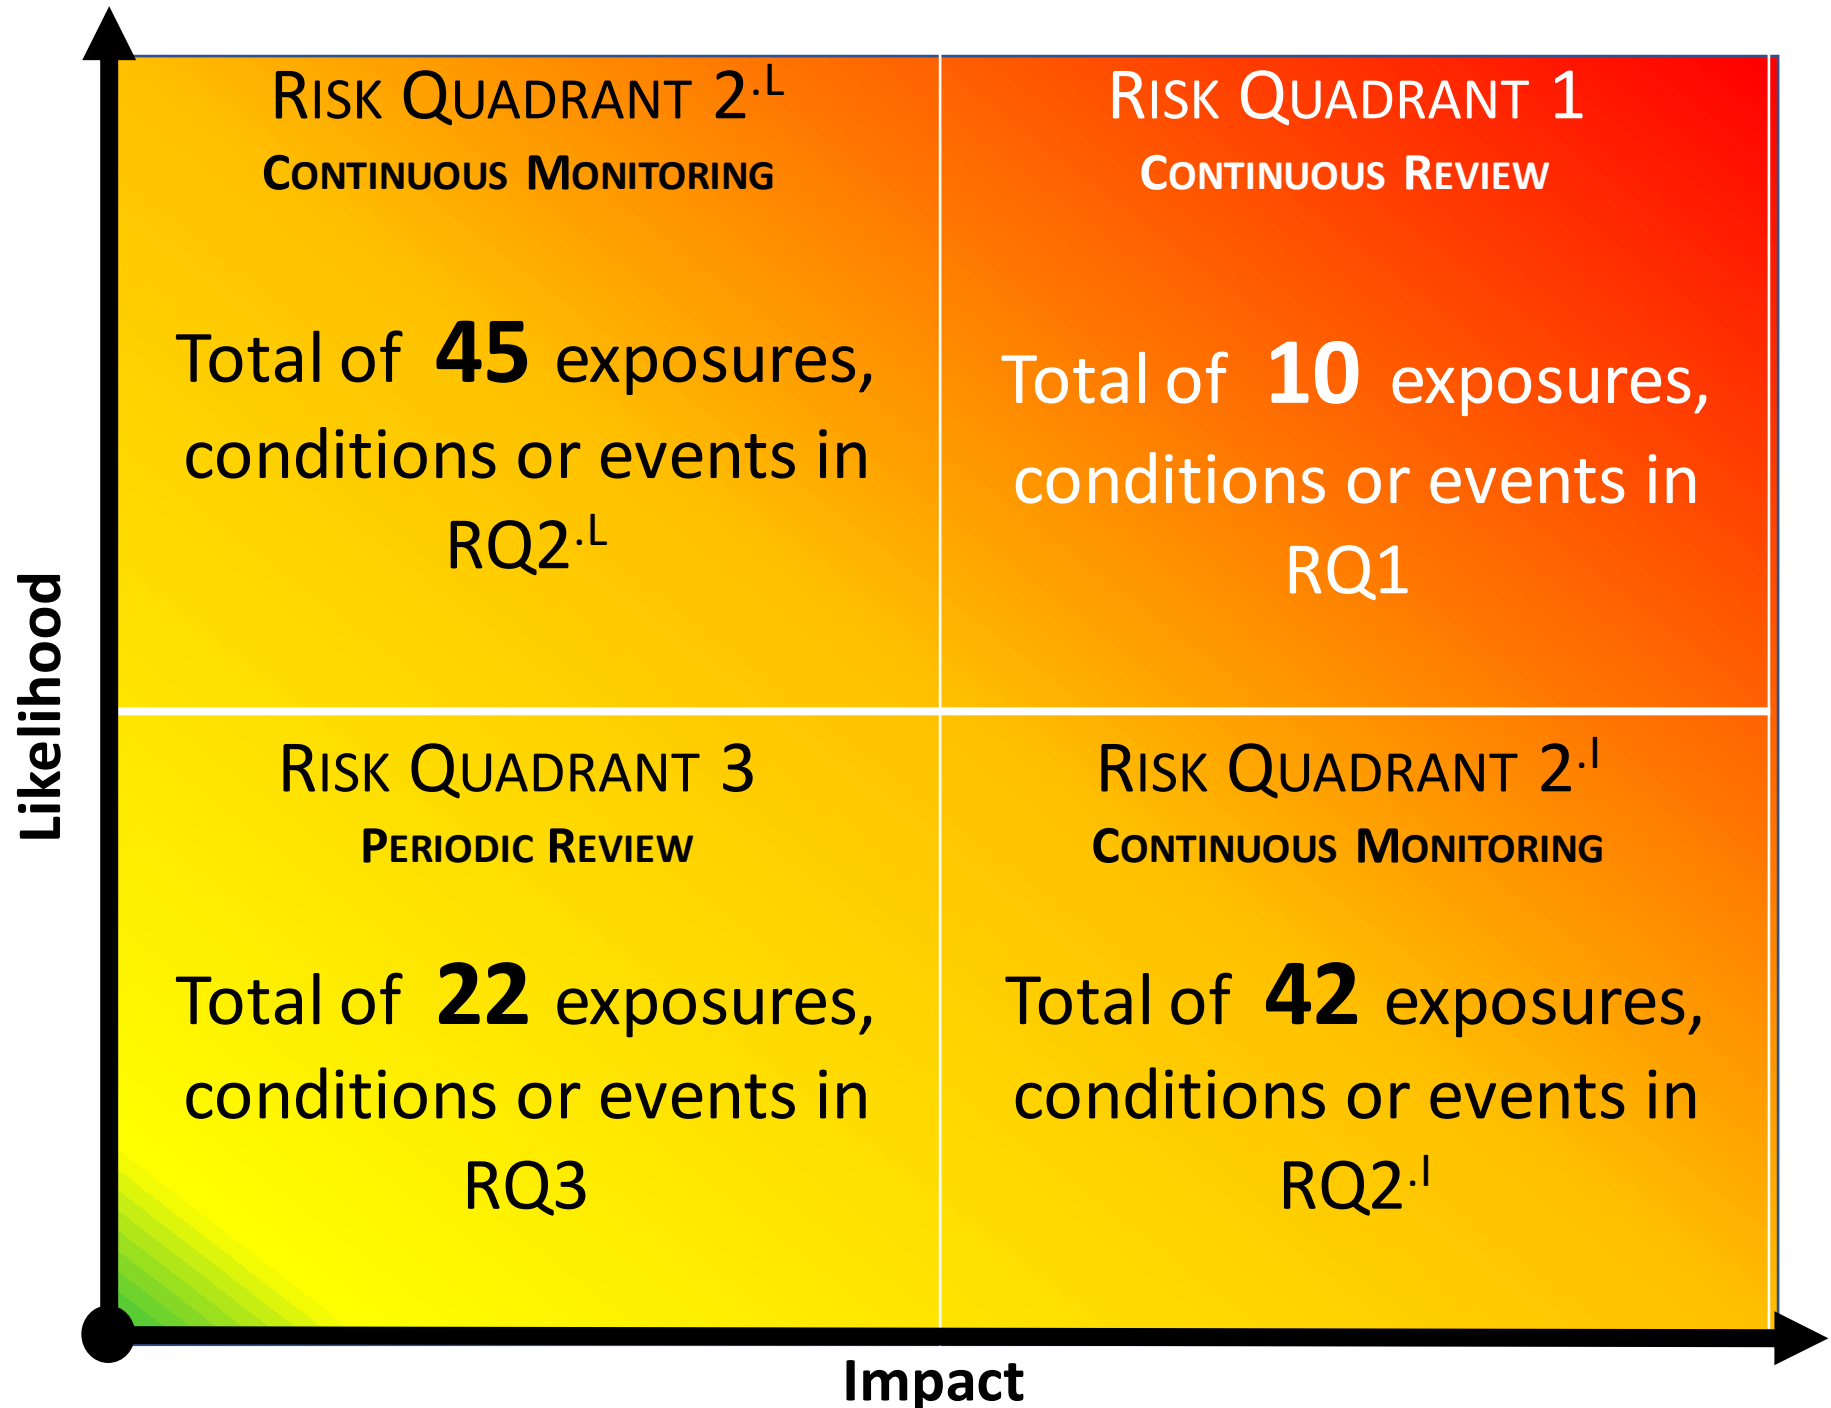 RISK QUADRANT 2.L
CONTINUOUS MONITORING
Total of 45 exposures,
conditions or events in
RQ2.L
RISK QUADRANT 1
CONTINUOUS REVIEW
Total of 10 exposures,
conditions or events in
RQ1
Likelihood
RISK QUADRANT 3
PERIODIC REVIEW
Total of 22 exposures,
conditions or events in
RQ3
RISK QUADRANT 2.I
CONTINUOUS MONITORING
Total of 42 exposures,
conditions or events in
RQ2.I
Impact